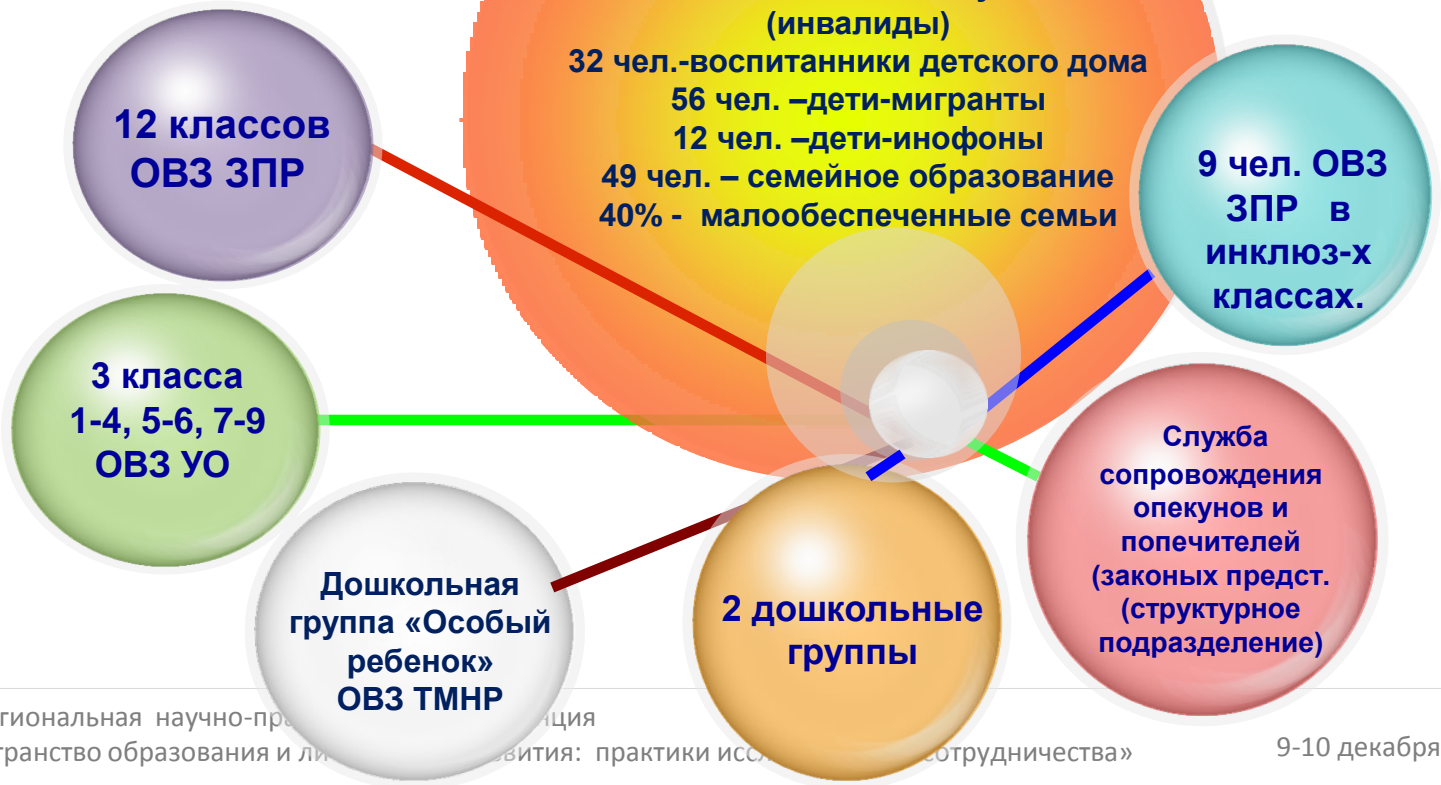 (инвалиды)
32 чел.-воспитанники детского дома
56 чел. –дети-мигранты
12 чел. –дети-инофоны
49 чел. – семейное образование
40% - малообеспеченные семьи
12 классов
ОВЗ ЗПР
9 чел. ОВЗ
ЗПР в
инклюз-х
классах.
3 класса
1-4, 5-6, 7-9
ОВЗ УО
Служба
сопровождения
опекунов и
попечителей
(законых предст.
(структурное
подразделение)
Дошкольная
группа «Особый
ребенок»
ОВЗ ТМНР
2 дошкольные
группы
гиональная научно-пра нция
транство образования и ли вития: практики исс отрудничества»
9-10 декабря